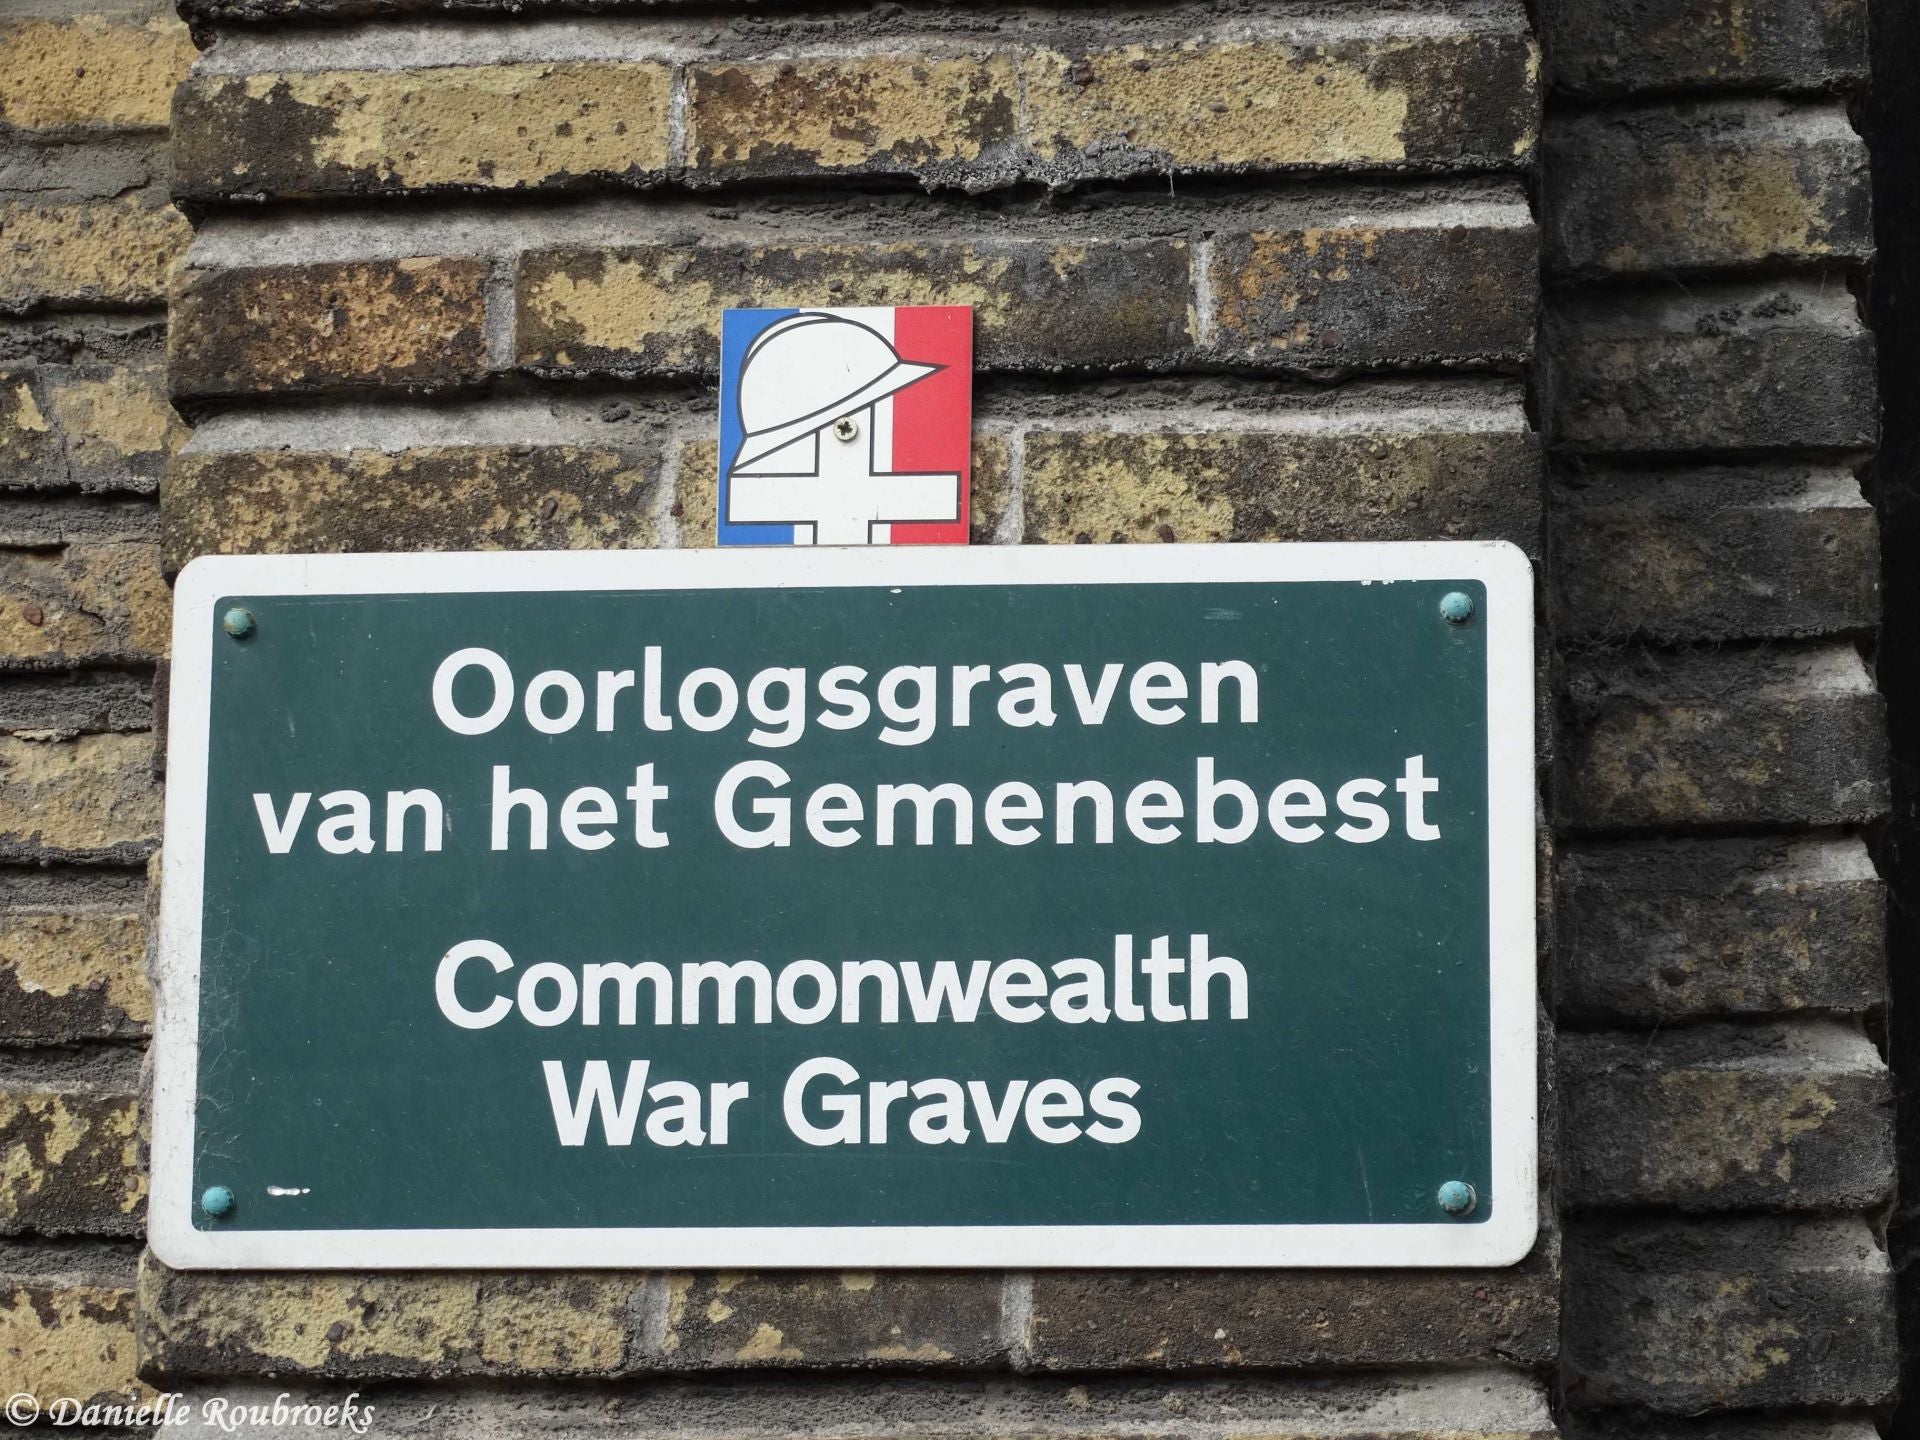 Oorlogsgraven
van het Gemenebest
Commonwealth
War Graves
© Danielle Roubroeks